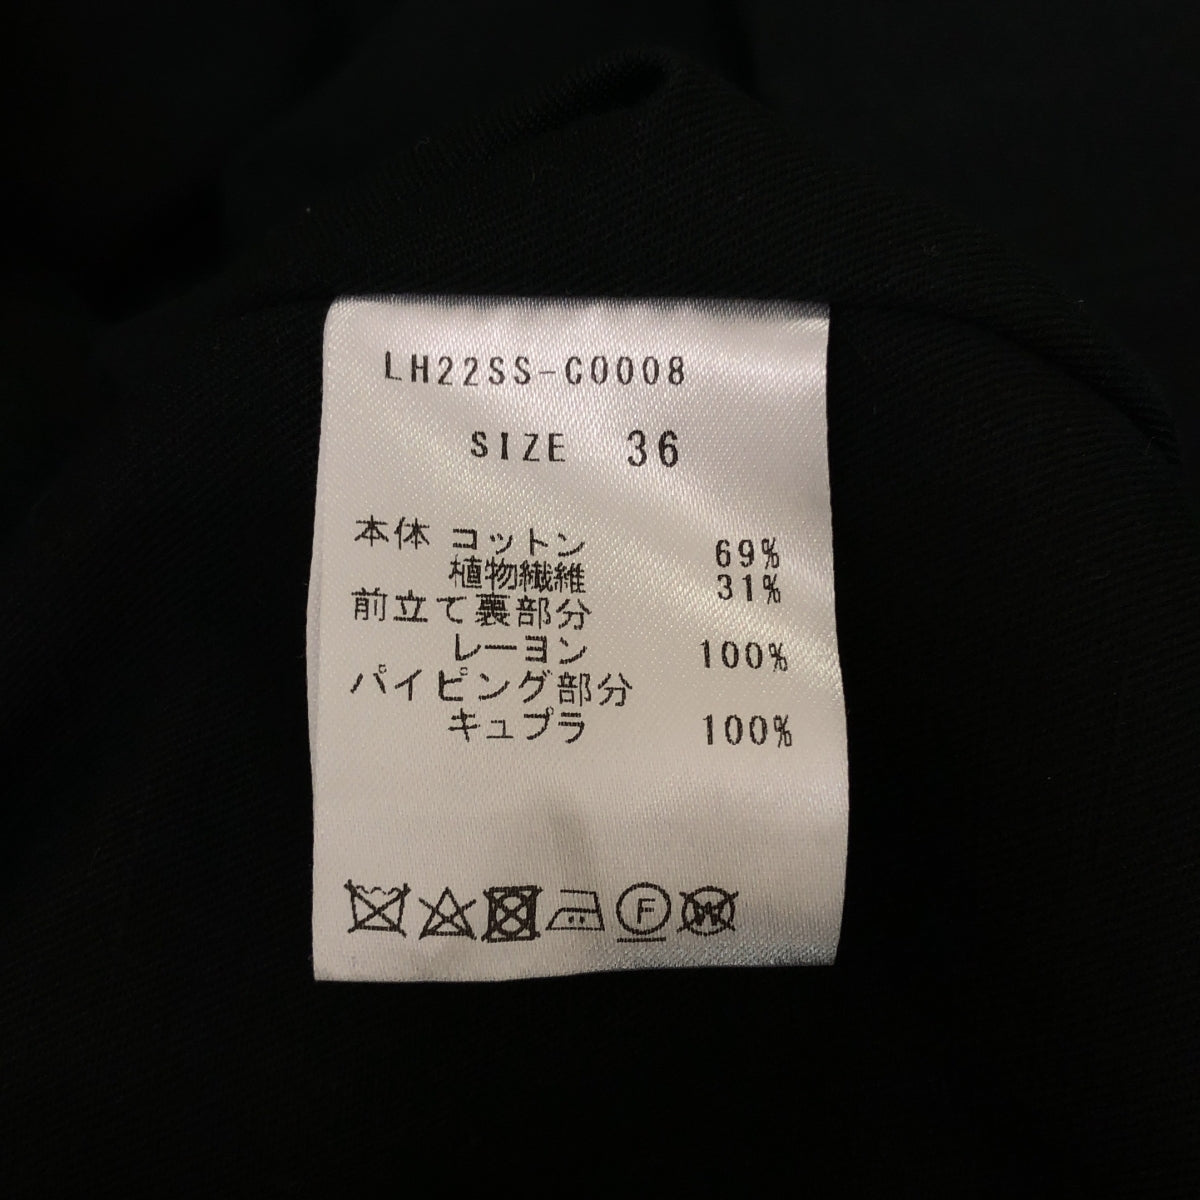 LH22SS-C0008
SIZE 36
本体 コットン 69%
植物繊維 31%
前立て裏部分
レーヨン 100%
パイピング部分
キュプラ 100%
F W